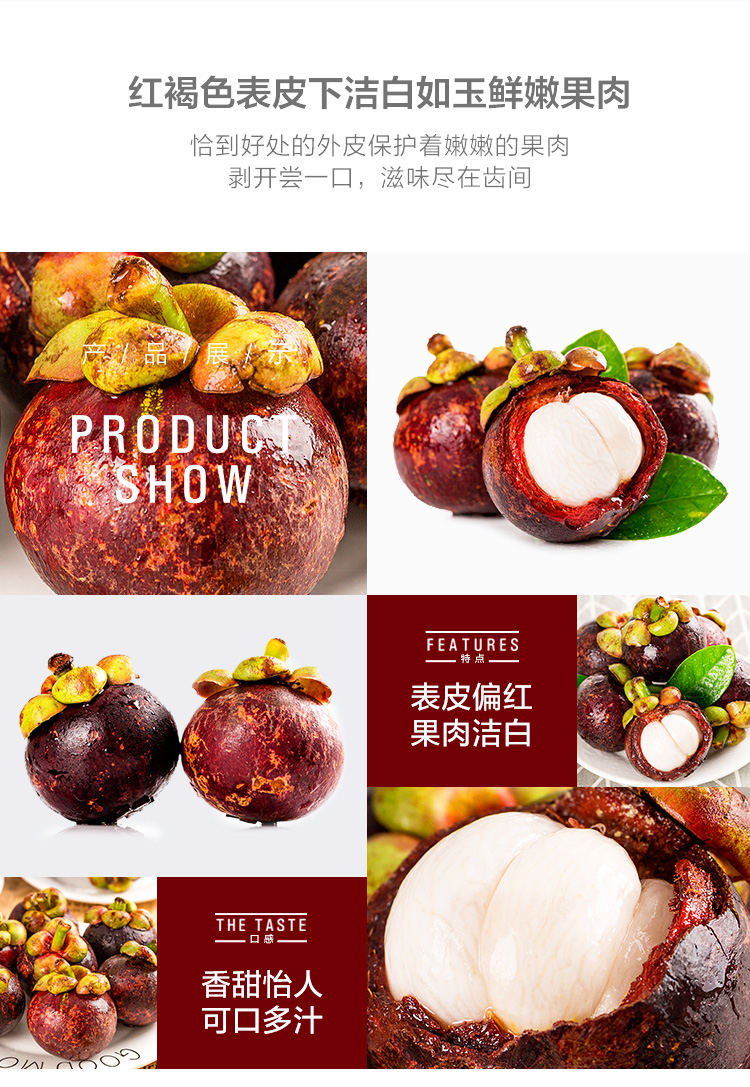 红褐色表皮下洁白如玉鲜嫩果肉
恰到好处的外皮保护着嫩嫩的果肉
剥开尝一口，滋味尽在齿间
产/品/展/示
PRODUCT
SHOW
FEATURES
特点
表皮偏红
果肉洁白
THE TASTE
口感
香甜怡人
可口多汁
GOOD MO